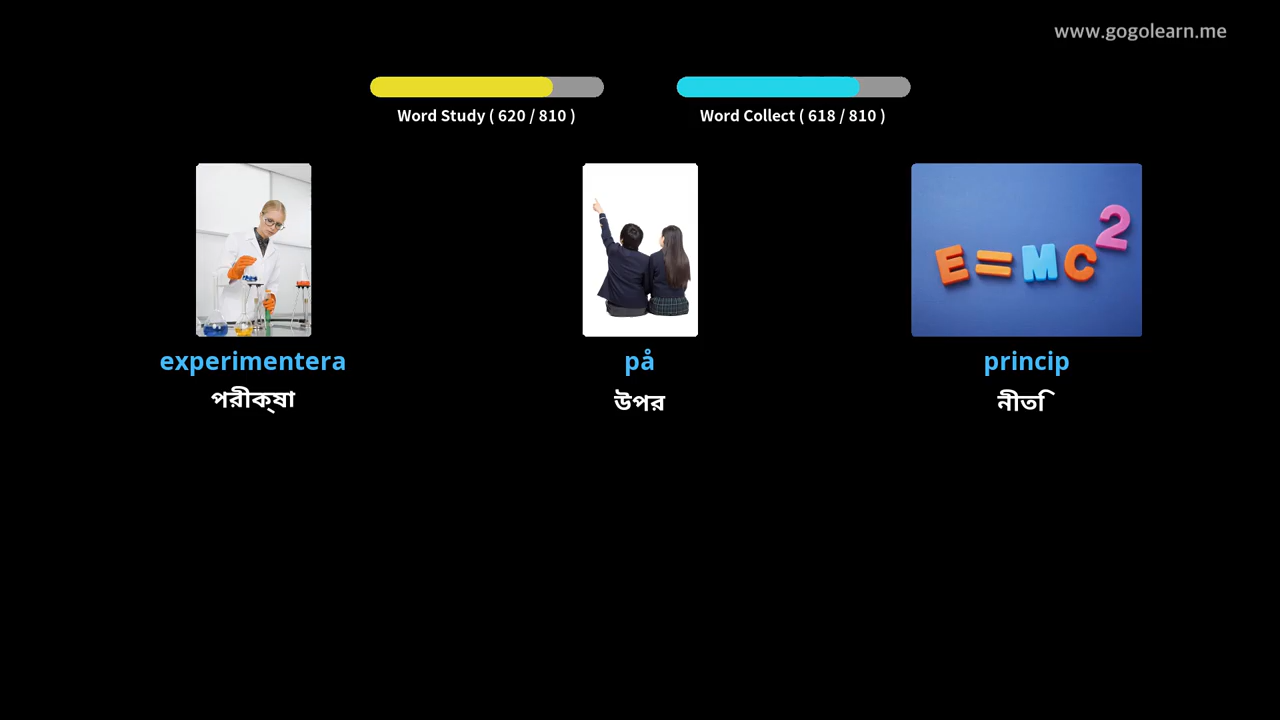 www.gogolearn.me
Word Study ( 620 / 810 )
Word Collect ( 618 / 810 )
E=MC²
experimentera
på
princip
পরীক্ষা
উপর
নীতি